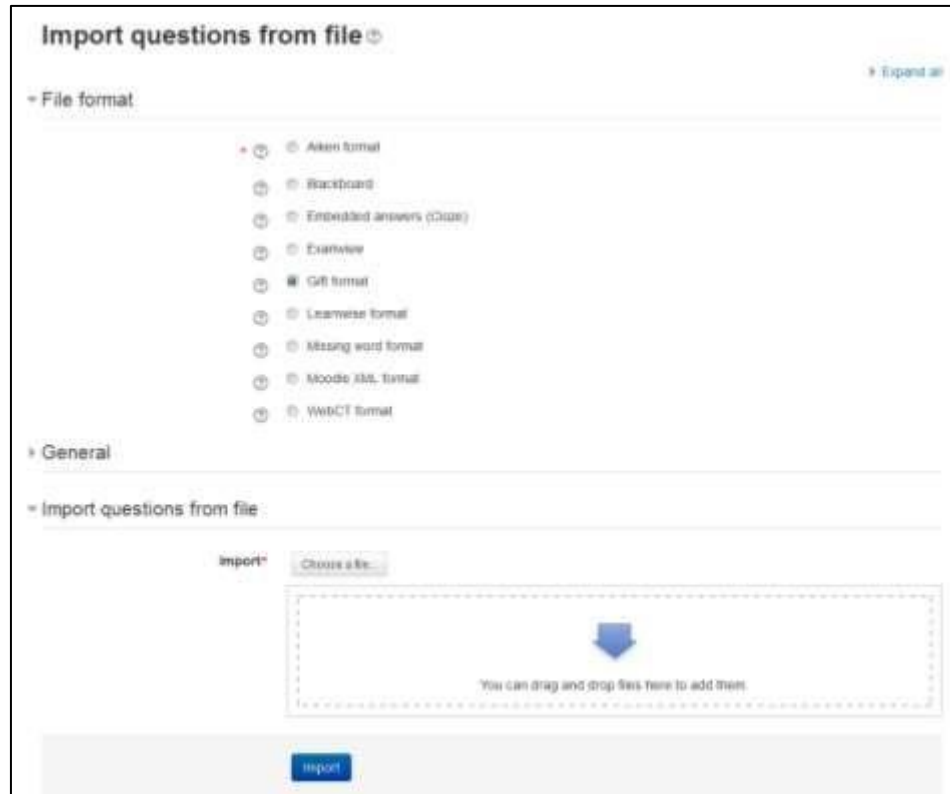 Import questions from file
Expand all
File format
Aiken format
Blackboard
Embedded answers (Cloze)
Examview
Gift format
Learnwise format
Missing word format
Moodle XML format
WebCT format
General
Import questions from file
Import*
Choose a file...
You can drag and drop files here to add them.
Import